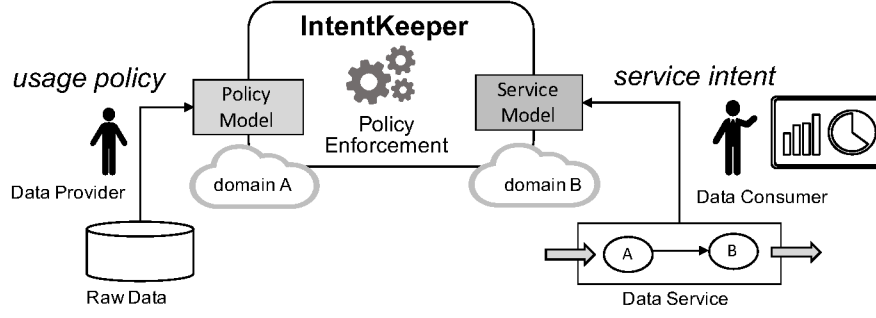 IntentKeeper
usage policy
service intent
Policy
Model
Service
Model
Policy
Enforcement
domain A
domain B
Data Provider
Data Consumer
A
B
Raw Data
Data Service